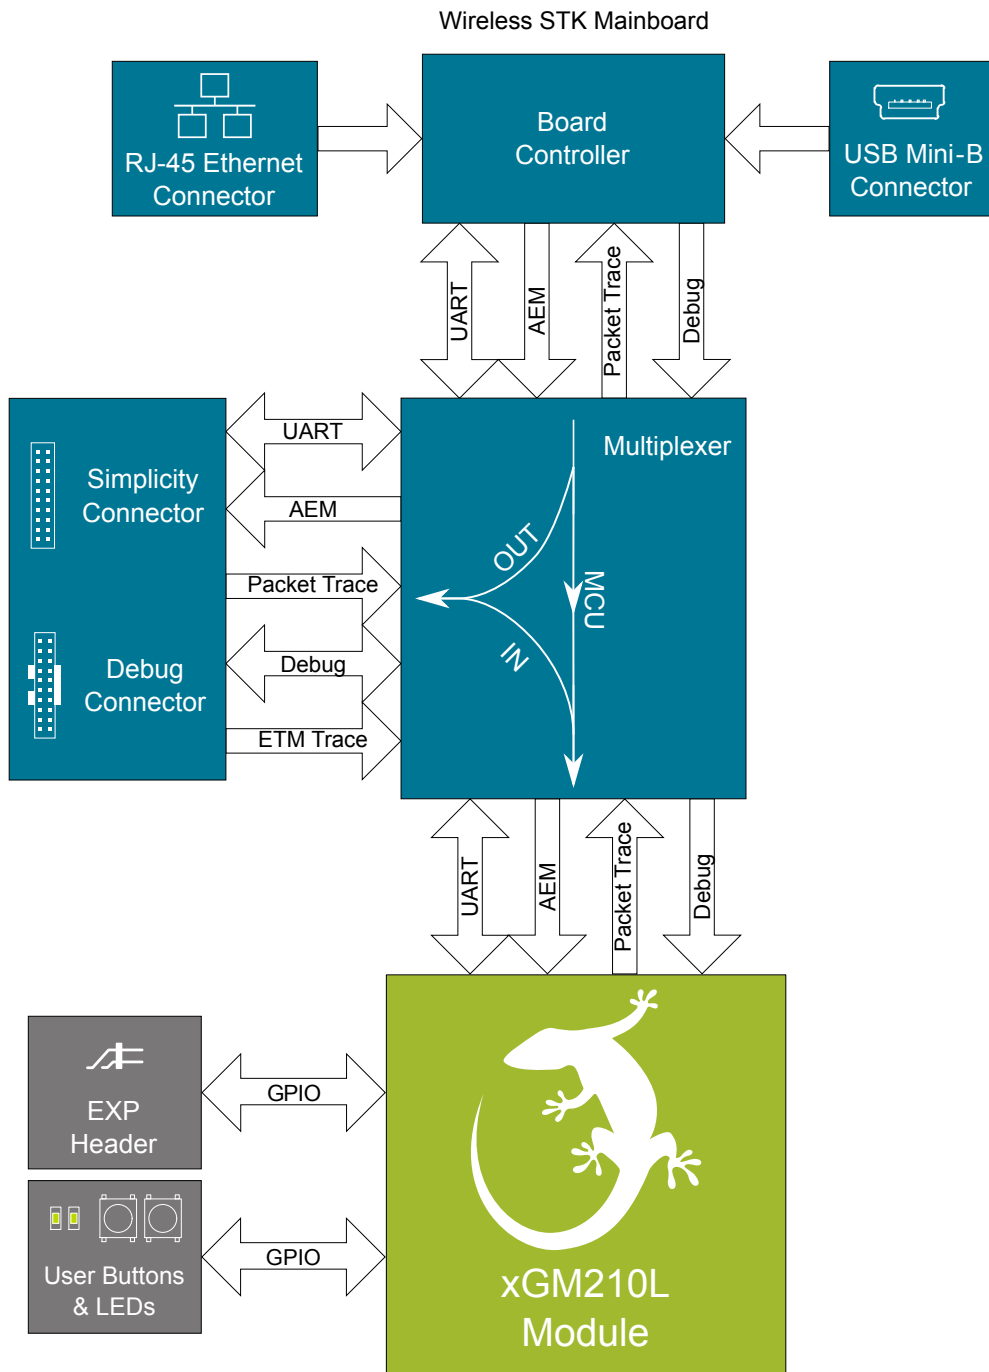 Wireless STK Mainboard
RJ-45 Ethernet
Connector
Board
Controller
USB Mini-B
Connector
UART
AEM
Packet Trace
Debug
Simplicity
Connector
Debug
Connector
UART
AEM
Packet Trace
Debug
ETM Trace
Multiplexer
OUT
MCU
IN
UART
AEM
Packet Trace
Debug
EXP
Header
GPIO
User Buttons
& LEDs
GPIO
xGM210L
Module